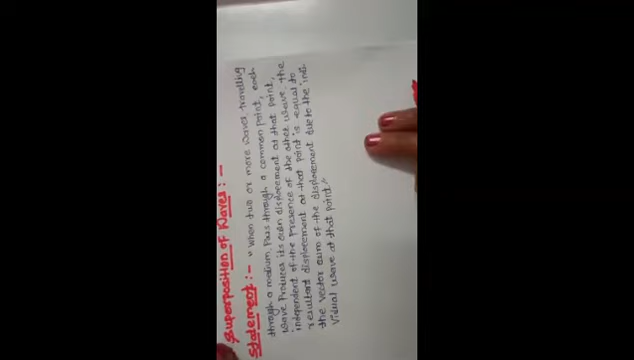 Superposition of Waves:-
Statement:- "When two or more waves, travelling
through a medium, pass through a common point, each
wave produces its own displacement at that point,
independent of the presence of the other wave. the
resultant displacement at that point is equal to
the vector sum of the displacement due to the indi-
vidual wave at that point."